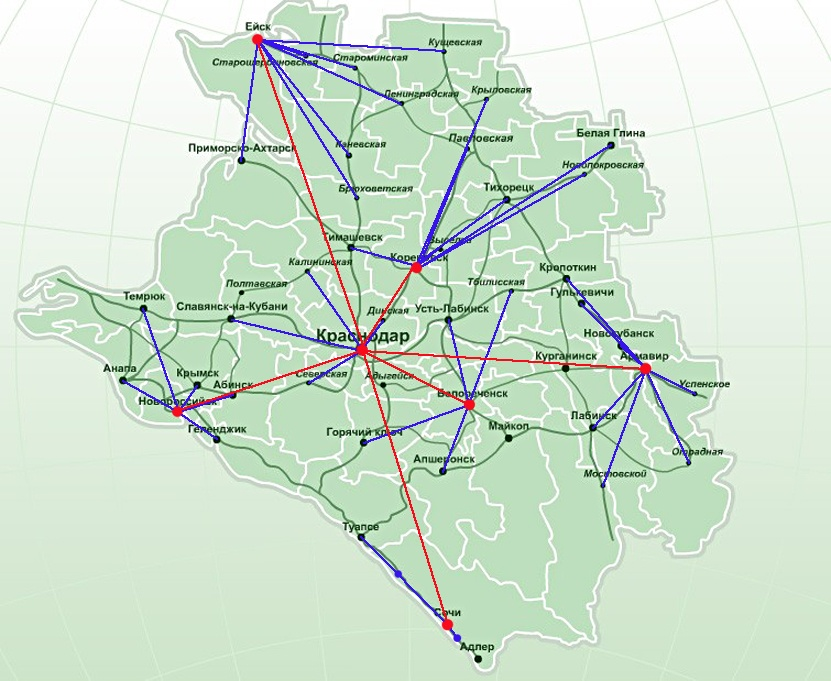 Ейск
Кущевская
Старощербиновская
Староминская
Ленинградская
Крыловская
Приморско-Ахтарск
Каневская
Павловская
Белая Глина
Новопокровская
Брюховецкая
Тихорецк
Тимашевск
Выселки
Кореновск
Калининская
Полтавская
Тбилисская
Кропоткин
Гулькевичи
Темрюк
Славянск-на-Кубани
Динская
Усть-Лабинск
Новокубанск
Краснодар
Курганинск
Армавир
Анапа
Крымск
Абинск
Северская
Адыгейск
Успенское
Новороссийск
Белореченск
Геленджик
Горячий ключ
Майкоп
Лабинск
Апшеронск
Мостовской
Отрадная
Туапсе
Сочи
Адлер